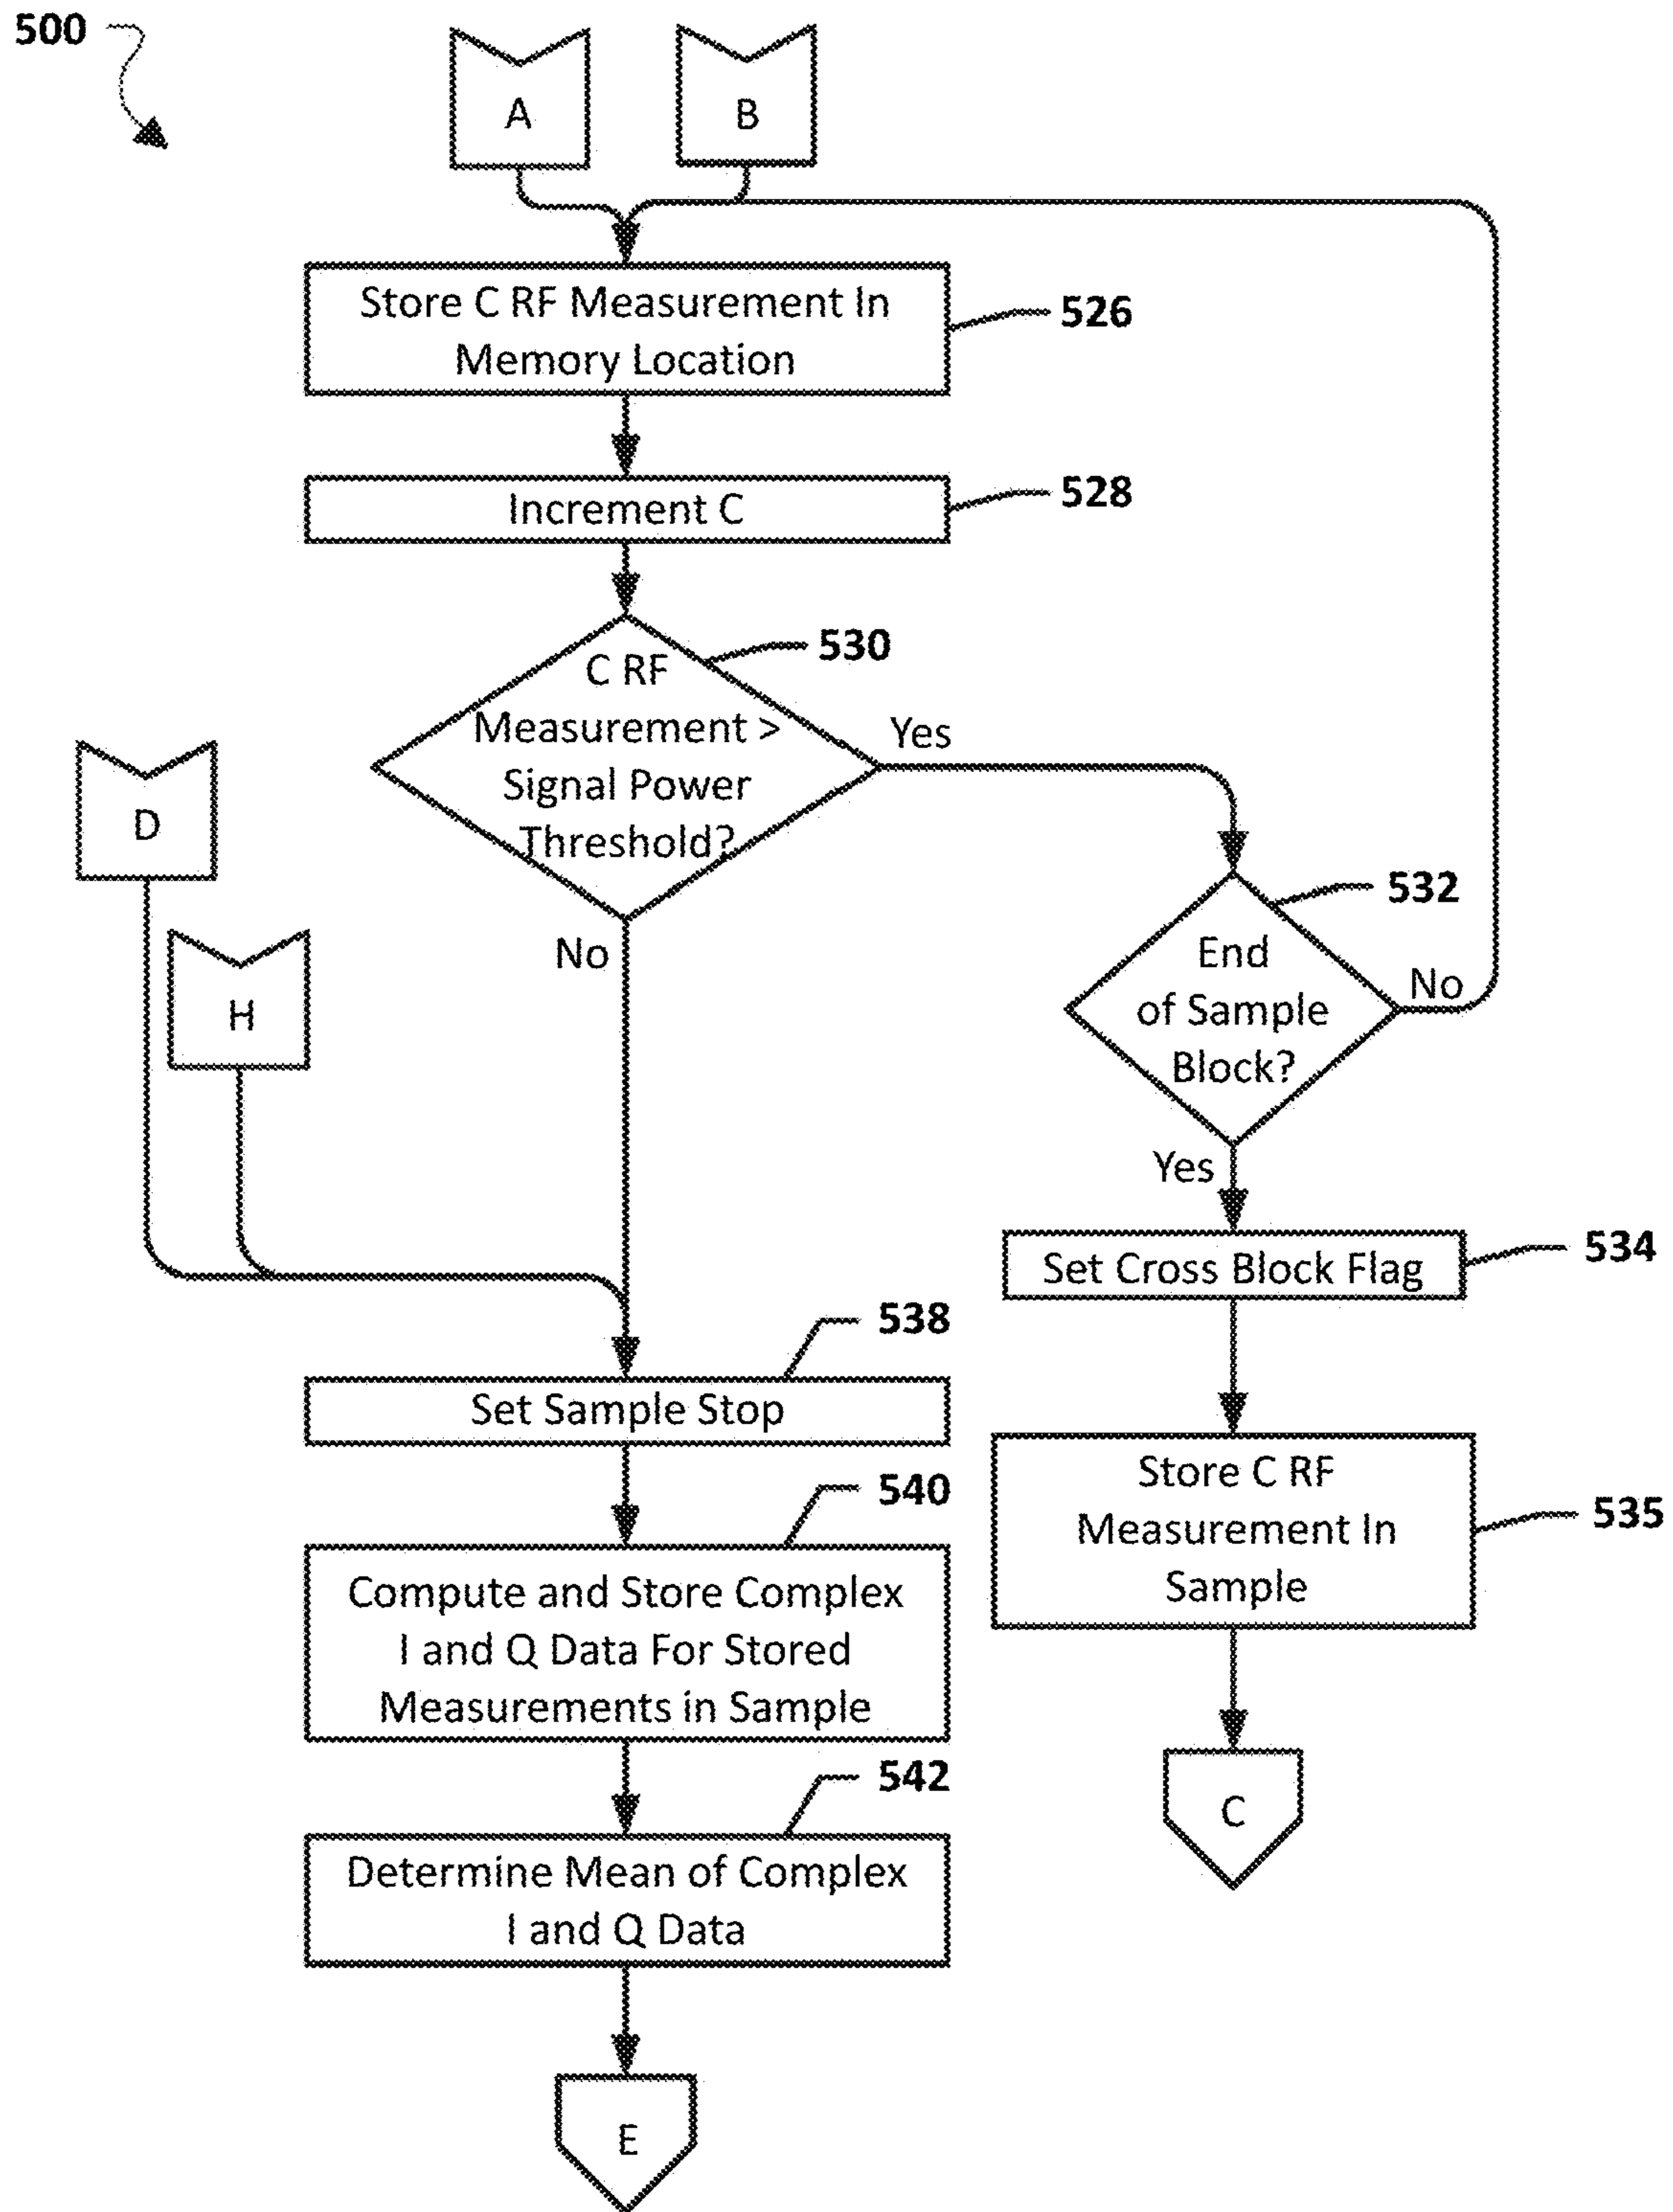 500
A
B
Store C RF Measurement In
Memory Location
526
Increment C
528
530
C RF
Measurement >
Signal Power
Threshold?
Yes
No
D
H
532
End
of Sample
Block?
No
Yes
Set Cross Block Flag
534
538
Set Sample Stop
Store C RF
Measurement In
Sample
535
540
Compute and Store Complex
I and Q Data For Stored
Measurements in Sample
542
Determine Mean of Complex
I and Q Data
C
E